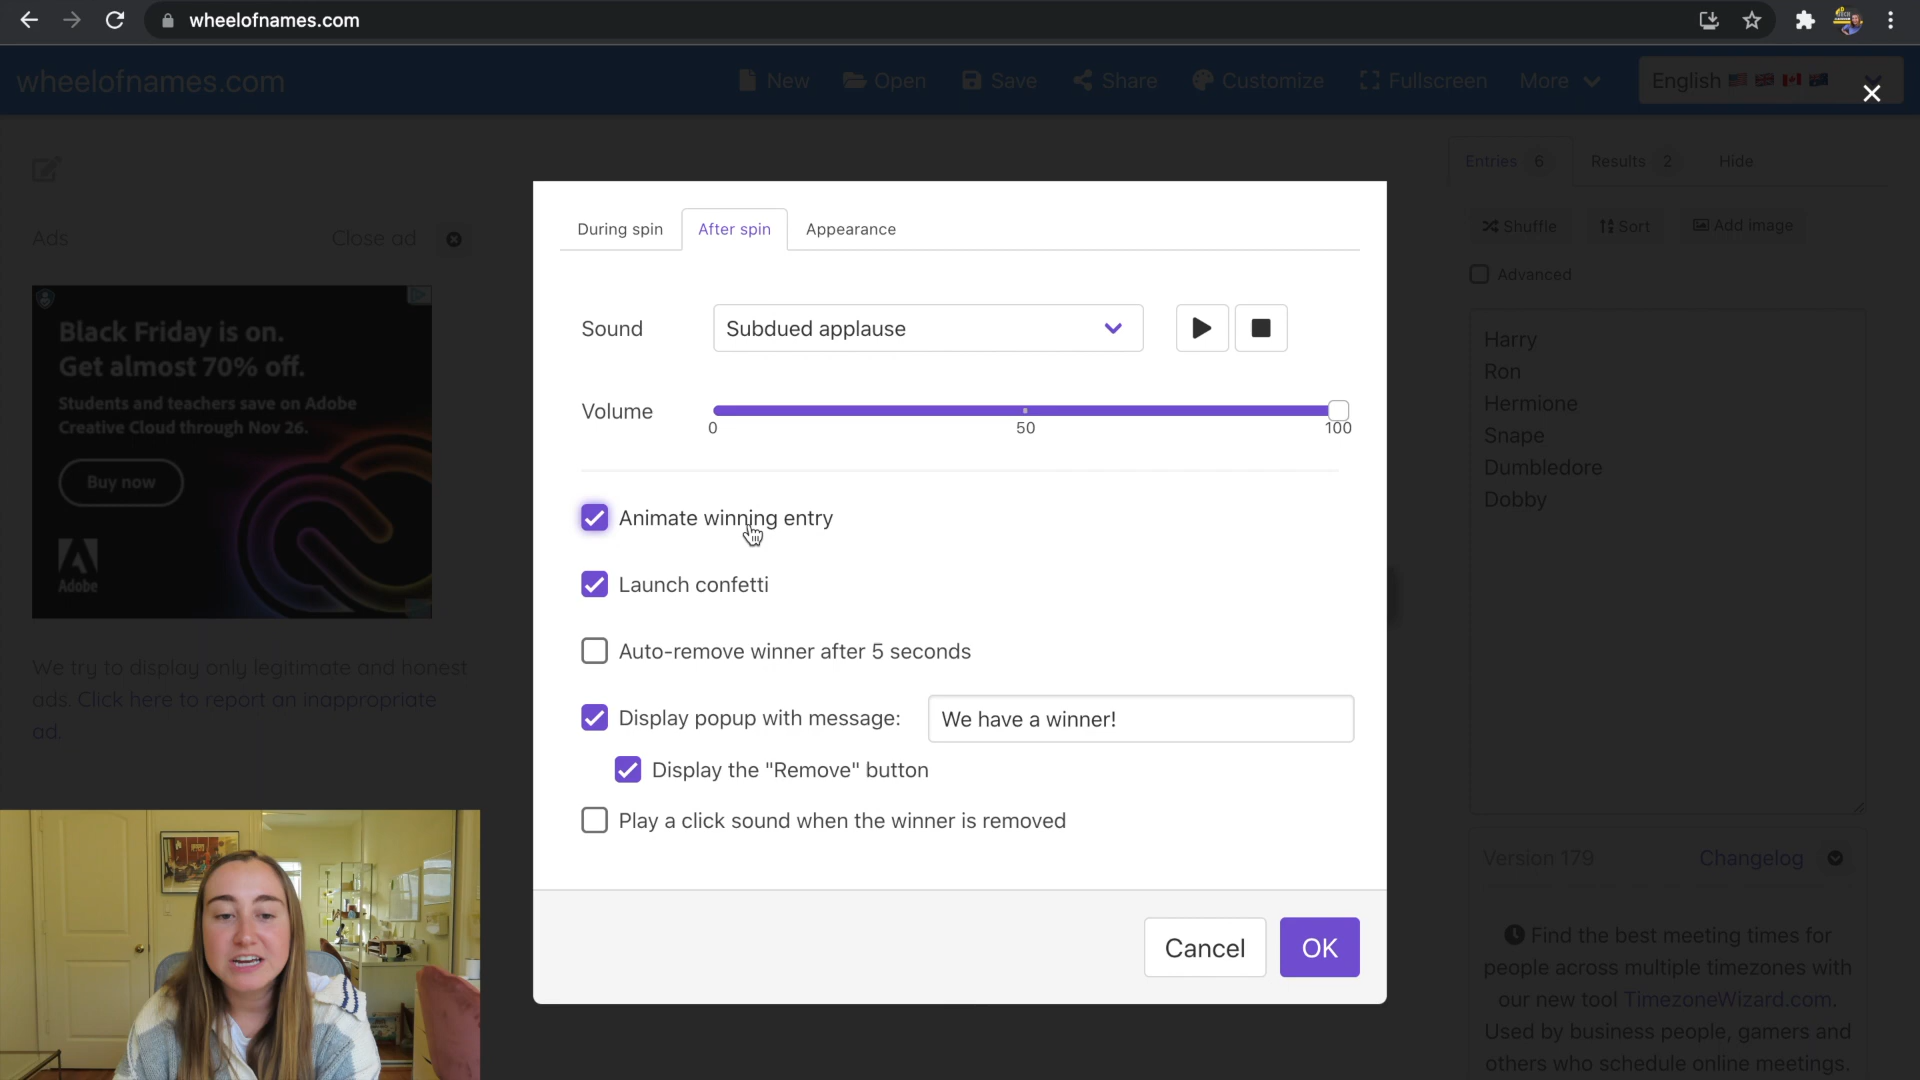 wheelofnames.com
wheelofnames.com
New
Open
Save
Share
Customize
Fullscreen
More
English
Entries 6
Results 2
Hide
Shuffle
Sort
Add image
Advanced
Harry
Ron
Hermione
Snape
Dumbledore
Dobby
Ads
Close ad
Black Friday is on.
Get almost 70% off.
Students and teachers save on Adobe
Creative Cloud through Nov 26.
Buy now
Adobe
We try to display only legitimate and honest
ads. Click here to report an inappropriate
ad.
During spin
After spin
Appearance
Sound
Subdued applause
Volume
0
50
100
Animate winning entry
Launch confetti
Auto-remove winner after 5 seconds
Display popup with message:
We have a winner!
Display the "Remove" button
Play a click sound when the winner is removed
Cancel
OK
Version 179
Changelog
Find the best meeting times for
people across multiple timezones with
our new tool TimezoneWizard.com.
Used by business people, gamers and
others who schedule online meetings.